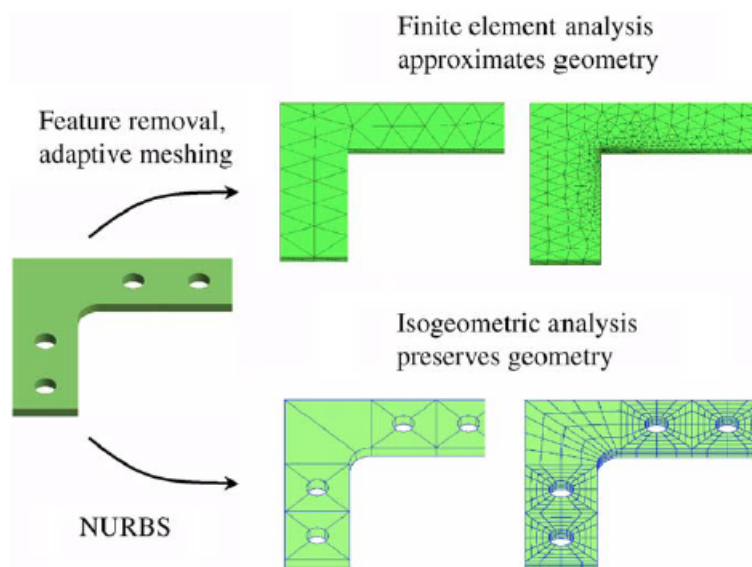 Finite element analysis
approximates geometry
Feature removal,
adaptive meshing
Isogeometric analysis
preserves geometry
NURBS